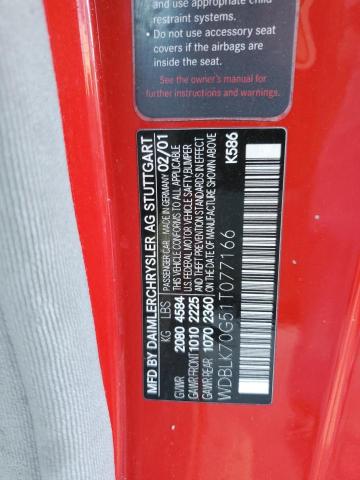 and use appropriate child
restraint systems.
• Do not use accessory seat
covers if the airbags are
inside the seat.
See the owner's manual for
further instructions and warnings.
MFD BY DAIMLERCHRYSLER AG STUTTGART
PASSENGER CAR MADE IN GERMANY 02/01
KG LBS THIS VEHICLE CONFORMS TO ALL APPLICABLE
GVWR 2080 4584 U.S. FEDERAL MOTOR VEHICLE SAFETY, BUMPER
GAWR FRONT 1010 2225 AND THEFT PREVENTION STANDARDS IN EFFECT
GAWR REAR 1070 2360 ON THE DATE OF MANUFACTURE SHOWN ABOVE
WDBLK70G51T077166 K586